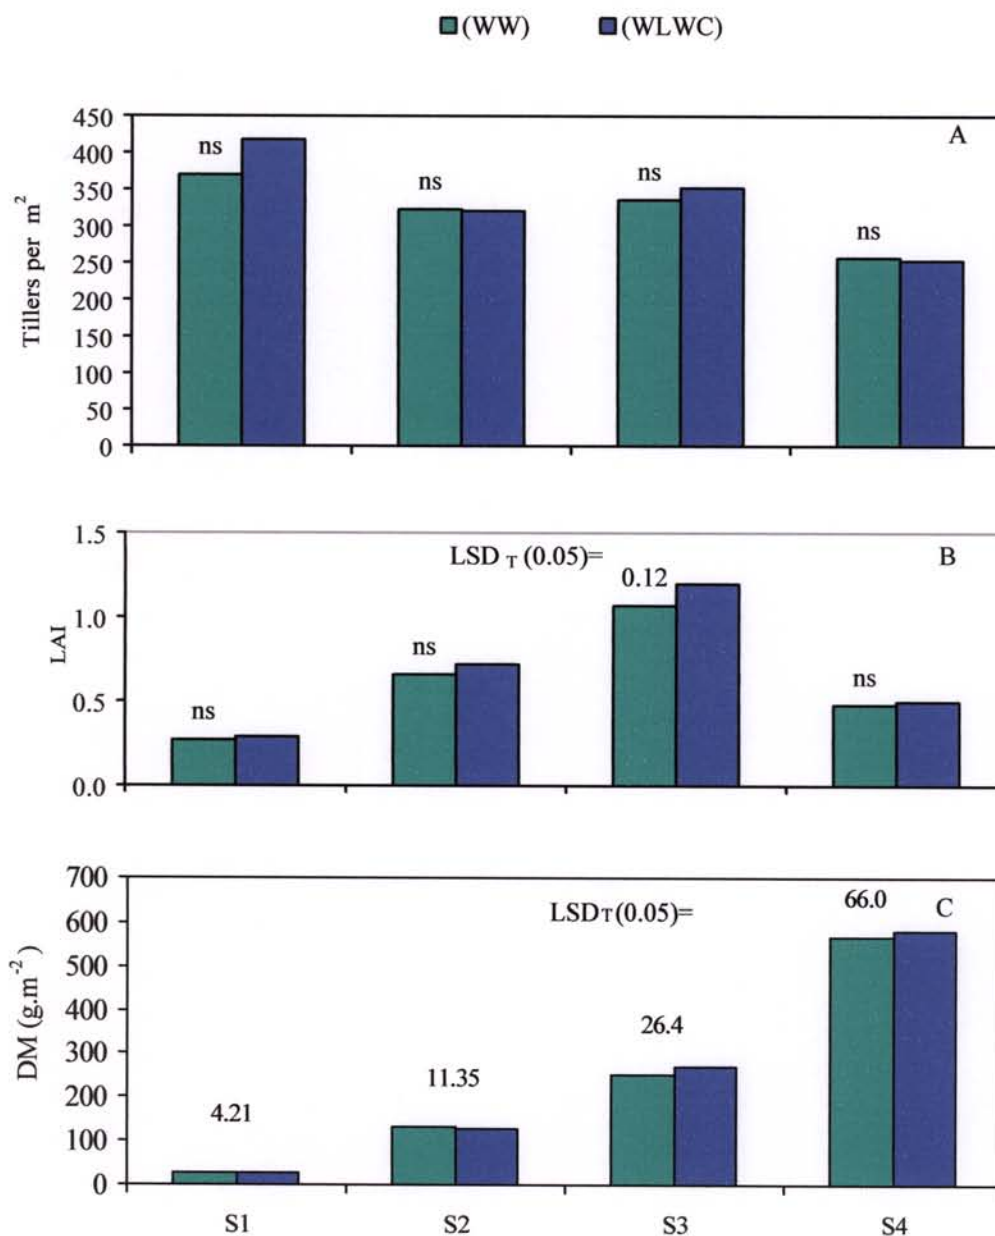 (WW) (WLWC)
A
450
400
350
300
250
200
150
100
50
0
Tillers per m²
ns
ns
ns
ns
B
LSD T (0.05)=
1.5
1.0
0.5
0.0
LAI
ns
ns
0.12
ns
C
LSDT(0.05)=
700
600
500
400
300
200
100
0
DM (g.m⁻²)
4.21
11.35
26.4
66.0
S1 S2 S3 S4